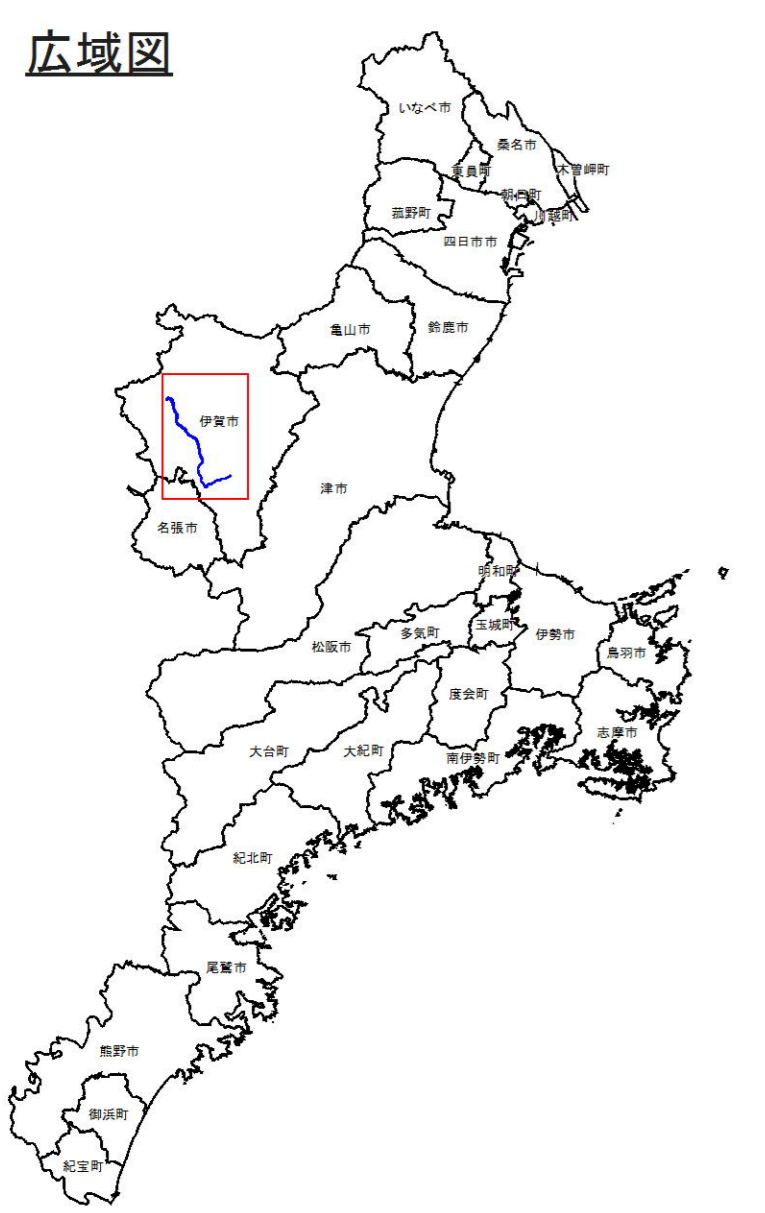 広域図
いなべ市
桑名市
東員町
木曽岬町
朝日町
菰野町
川越町
四日市市
亀山市
鈴鹿市
伊賀市
津市
名張市
明和町
玉城町
多気町
伊勢市
松阪市
鳥羽市
度会町
志摩市
大台町
大紀町
南伊勢町
紀北町
尾鷲市
熊野市
御浜町
紀宝町